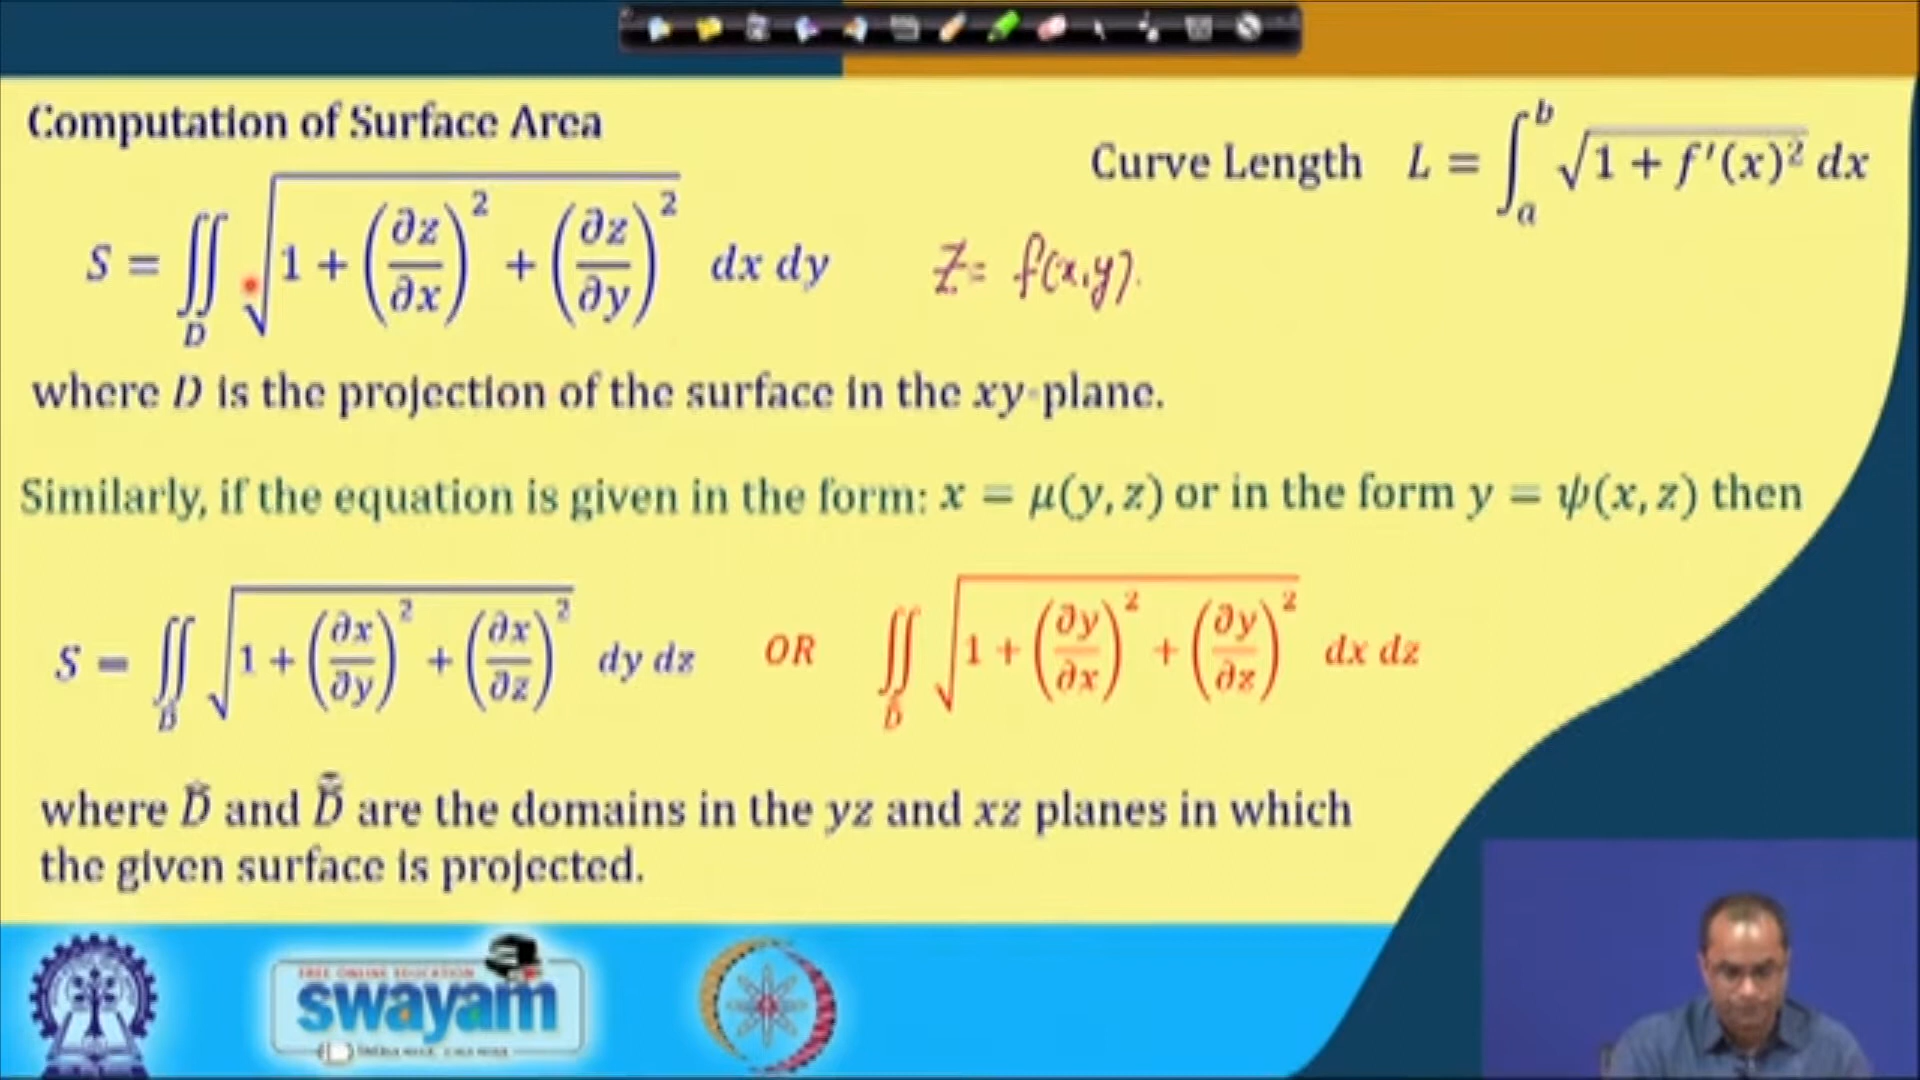 Computation of Surface Area
Curve Length L = ∫_a^b √(1 + f′(x)²) dx
S = ∬_D √(1 + (∂z/∂x)² + (∂z/∂y)²) dx dy
z = f(x,y).
where D is the projection of the surface in the xy-plane.
Similarly, if the equation is given in the form: x = μ(y, z) or in the form y = ψ(x, z) then
S = ∬_D̄ √(1 + (∂x/∂y)² + (∂x/∂z)²) dy dz OR ∬_D̿ √(1 + (∂y/∂x)² + (∂y/∂z)²) dx dz
where D̄ and D̿ are the domains in the yz and xz planes in which
the given surface is projected.
FREE ONLINE EDUCATION
swayam